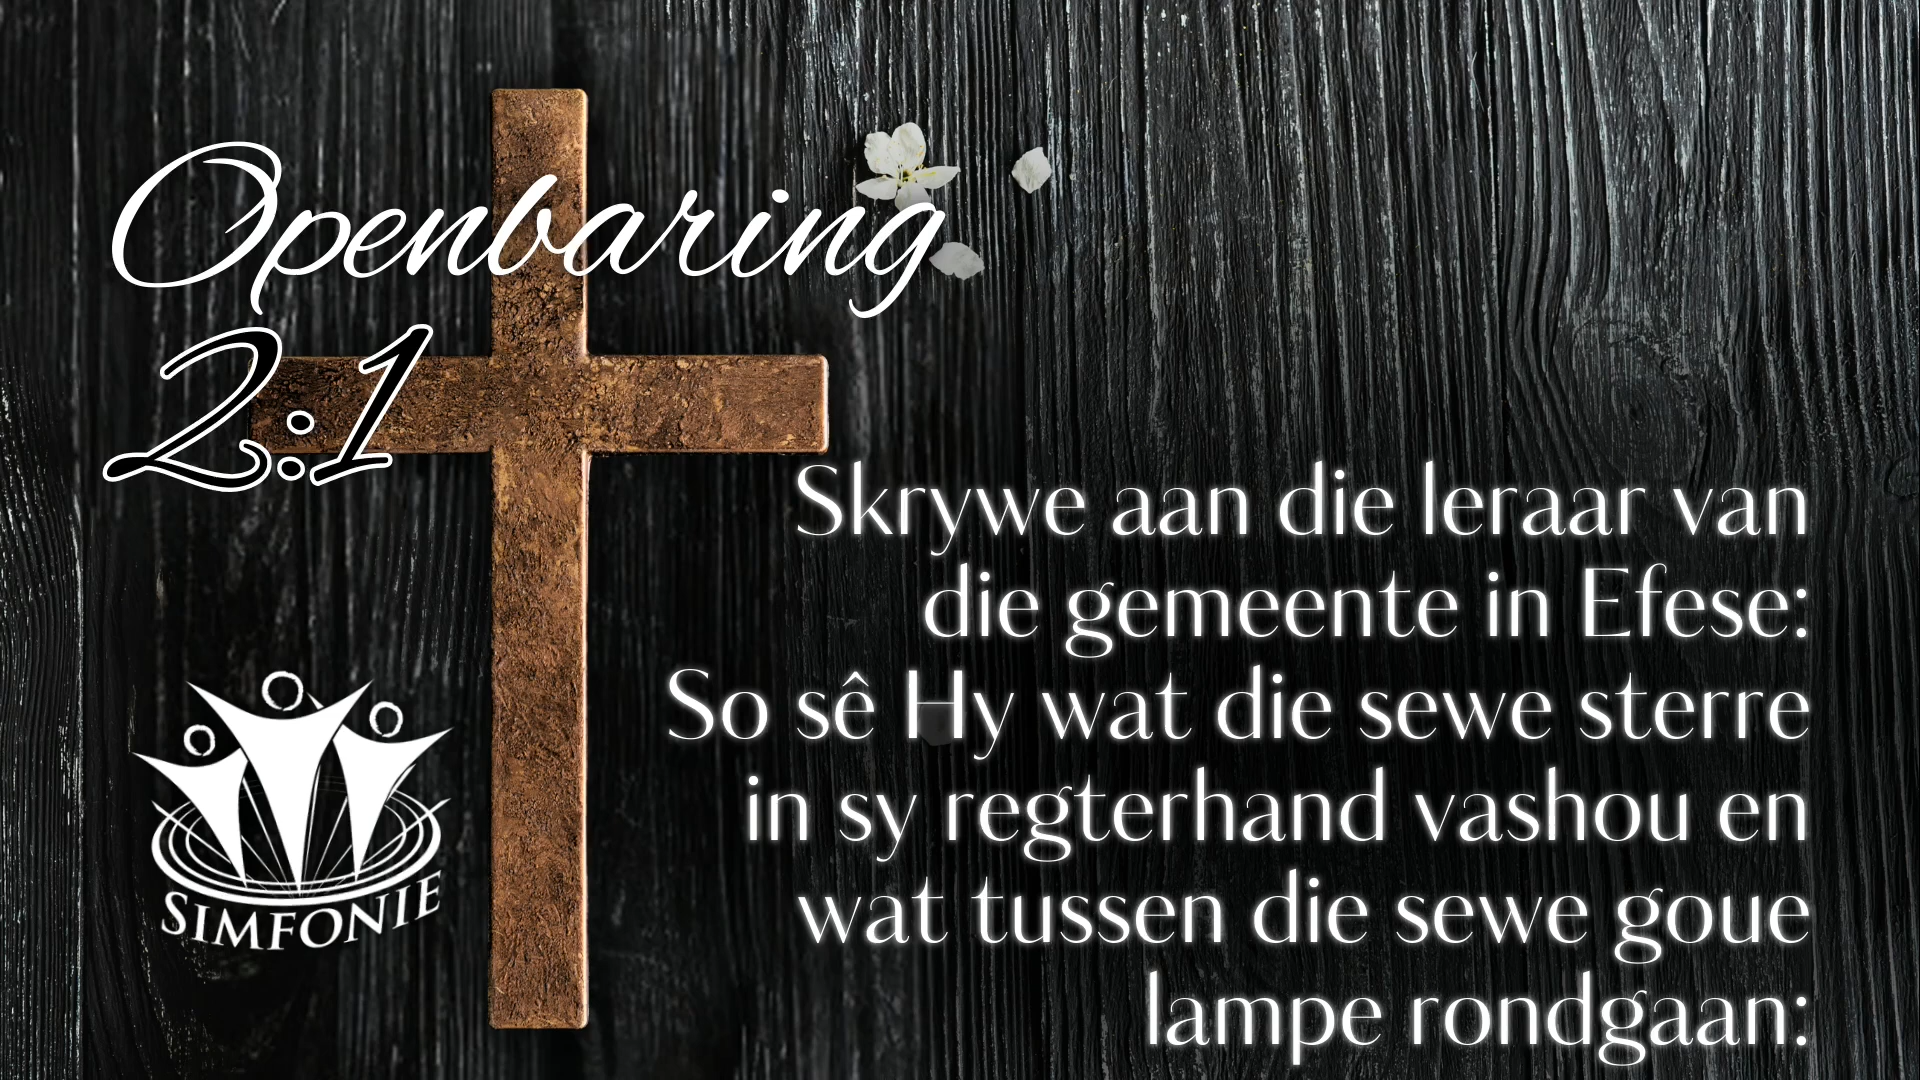 Openbaring
2:1
Skrywe aan die leraar van
die gemeente in Efese:
So sê Hy wat die sewe sterre
in sy regterhand vashou en
wat tussen die sewe goue
lampe rondgaan:
SIMFONIE